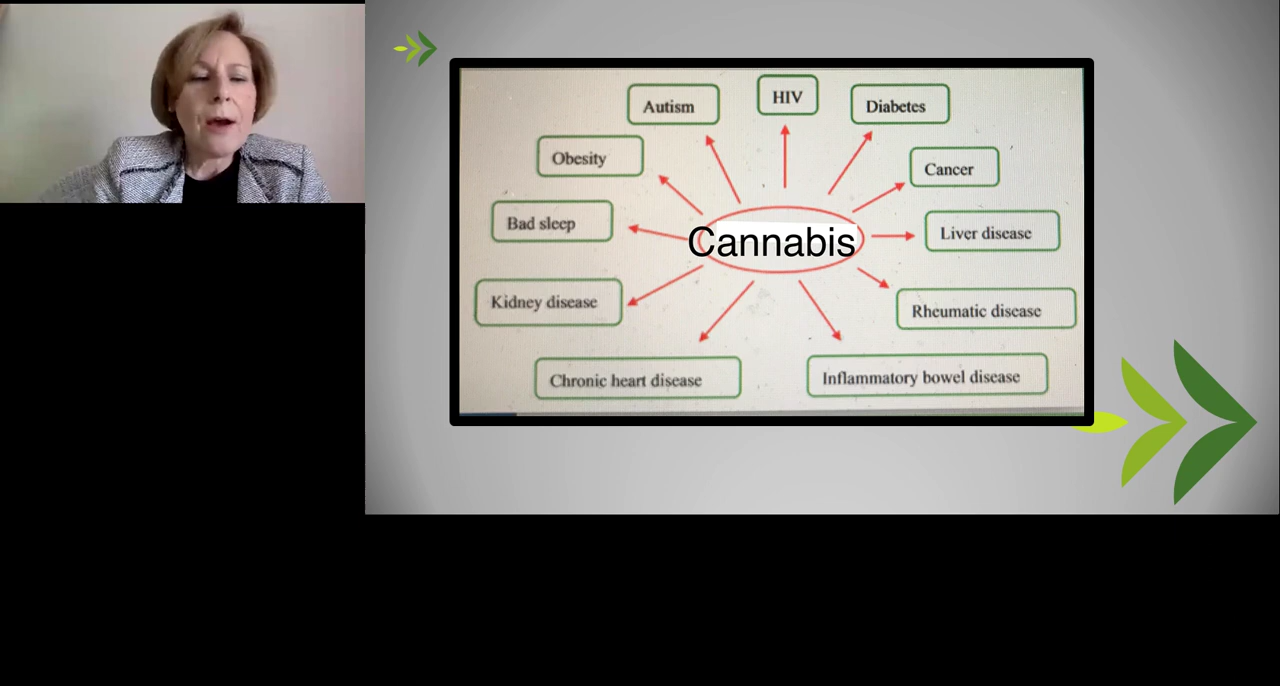 Autism
HIV
Diabetes
Obesity
Cancer
Bad sleep
Cannabis
Liver disease
Kidney disease
Rheumatic disease
Chronic heart disease
Inflammatory bowel disease